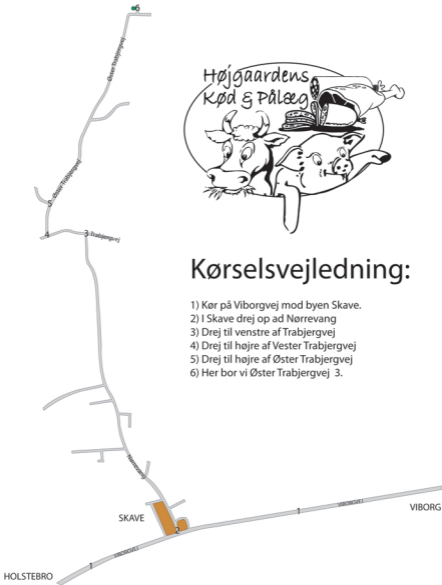 6
Øster Trabjergvej
Højgaardens
Kød & Pålæg
Øster Trabjergvej
5
4
3 Trabjergvej
Kørselsvejledning:
1) Kør på Viborgvej mod byen Skave.
2) I Skave drej op ad Nørrevang
3) Drej til venstre af Trabjergvej
4) Drej til højre af Vester Trabjergvej
5) Drej til højre af Øster Trabjergvej
6) Her bor vi Øster Trabjergvej 3.
Nørrevang
SKAVE
2
1
VIBORGVEJ
VIBORG
VIBORGVEJ
1
HOLSTEBRO